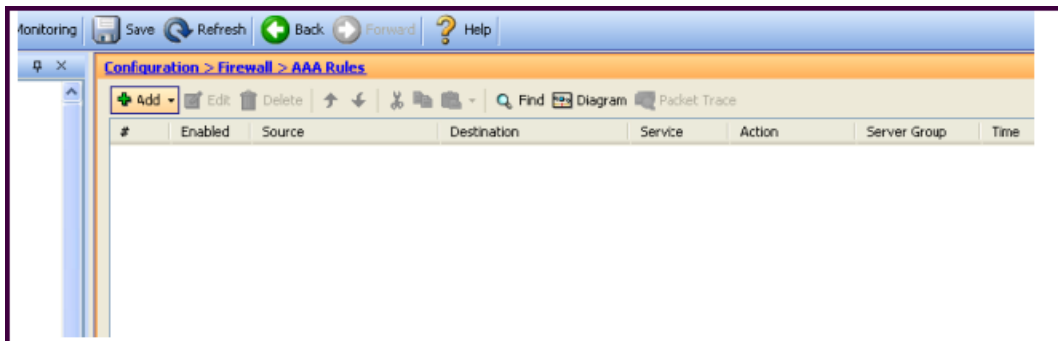 Monitoring Save Refresh Back Forward Help
Configuration > Firewall > AAA Rules
Add Edit Delete Find Diagram Packet Trace
# Enabled Source Destination Service Action Server Group Time